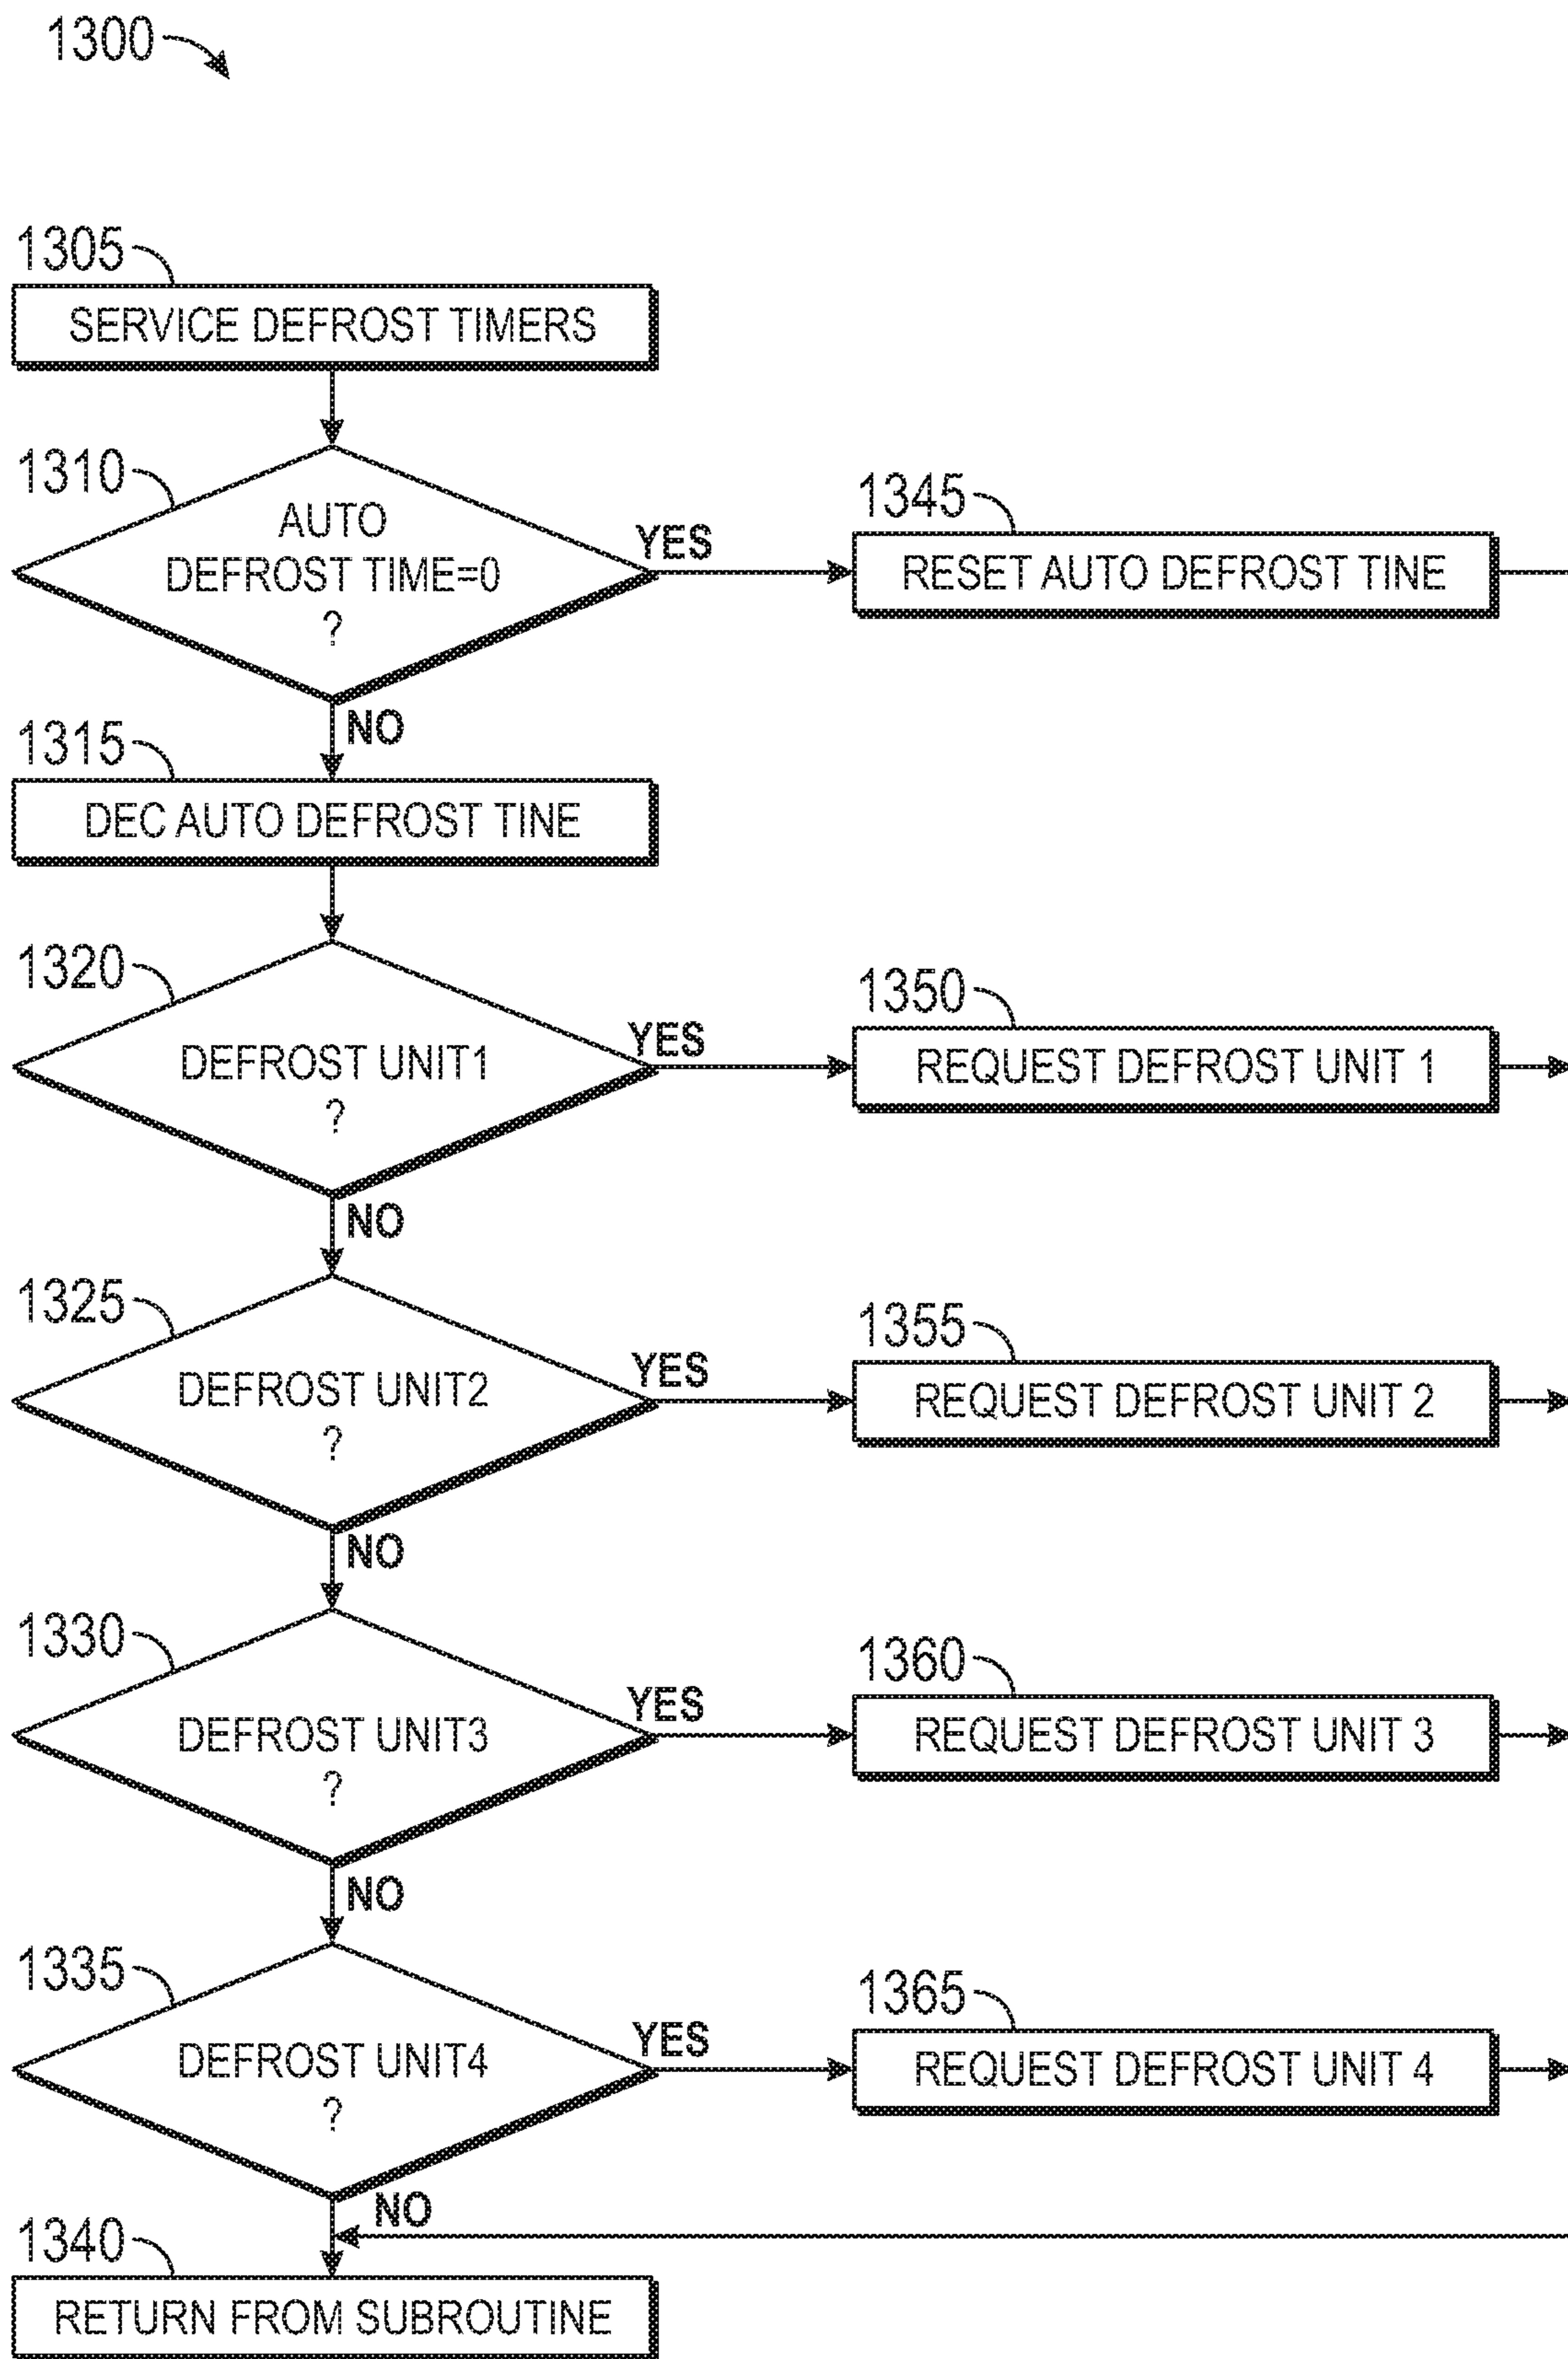 1300
1305
SERVICE DEFROST TIMERS
1310
AUTO
DEFROST TIME=0
?
YES
1345
RESET AUTO DEFROST TINE
NO
1315
DEC AUTO DEFROST TINE
1320
DEFROST UNIT1
?
YES
1350
REQUEST DEFROST UNIT 1
NO
1325
DEFROST UNIT2
?
YES
1355
REQUEST DEFROST UNIT 2
NO
1330
DEFROST UNIT3
?
YES
1360
REQUEST DEFROST UNIT 3
NO
1335
DEFROST UNIT4
?
YES
1365
REQUEST DEFROST UNIT 4
NO
1340
RETURN FROM SUBROUTINE